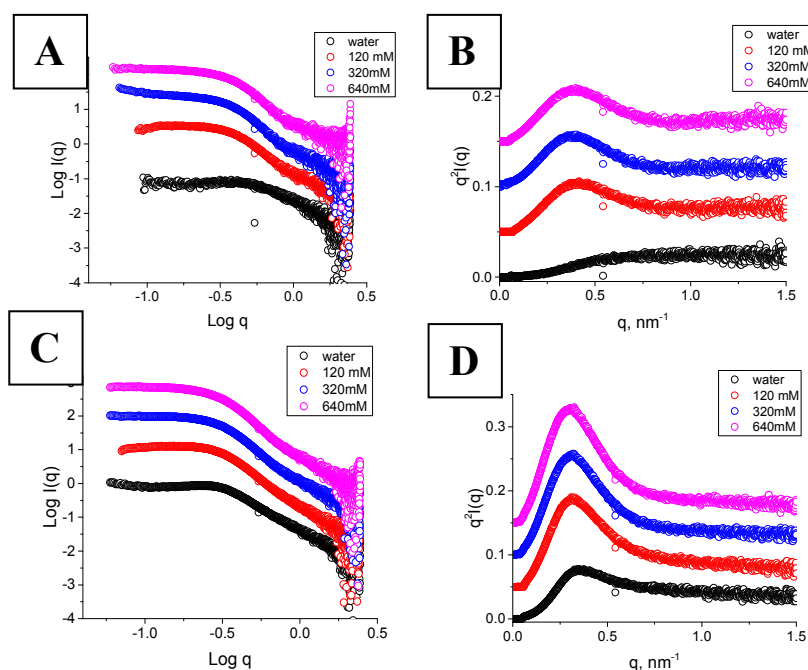 A
water
120 mM
320mM
640mM
1
0
-1
-2
-3
-4
Log I(q)
-1.0
-0.5
0.0
0.5
Log q
B
water
120 mM
320mM
640mM
0.2
0.1
0.0
q²I(q)
0.0
0.5
1.0
1.5
q, nm⁻¹
C
water
120 mM
320mM
640mM
2
1
0
-1
-2
-3
-4
Log I(q)
-1.0
-0.5
0.0
0.5
Log q
D
water
120 mM
320mM
640mM
0.3
0.2
0.1
0.0
q²I(q)
0.0
0.5
1.0
1.5
q, nm⁻¹